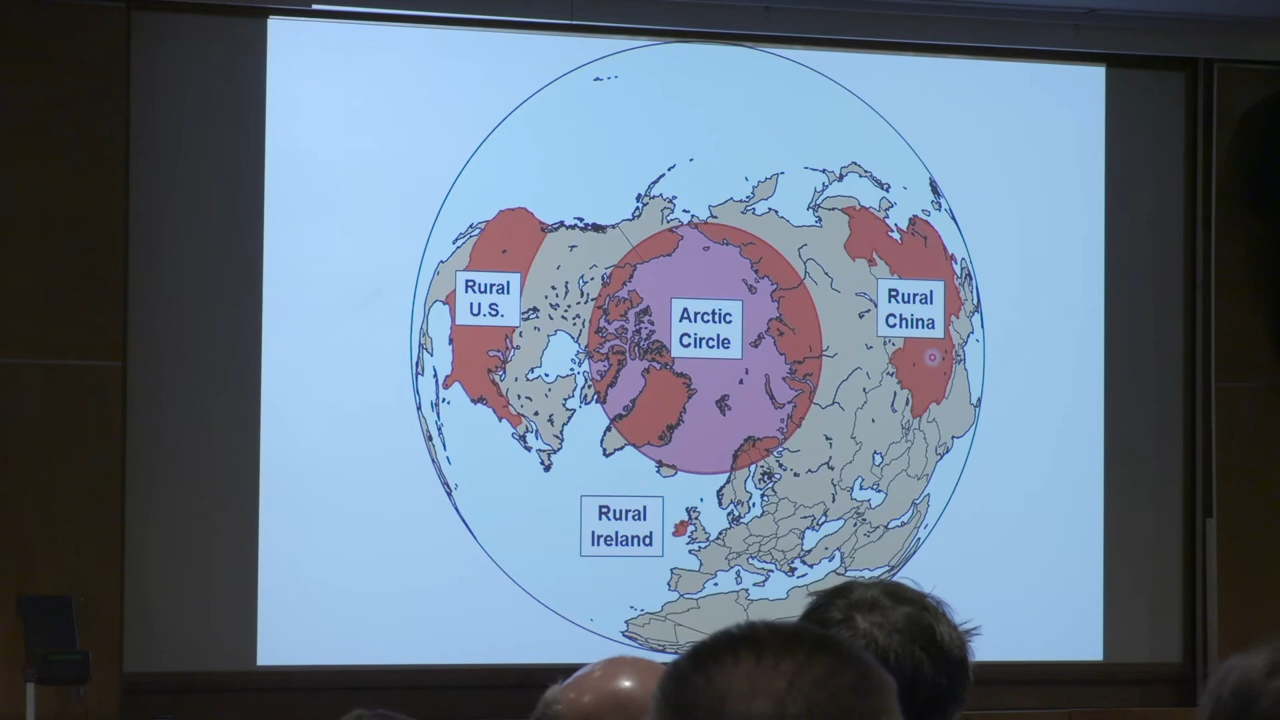 Rural
U.S.
Arctic
Circle
Rural
China
Rural
Ireland